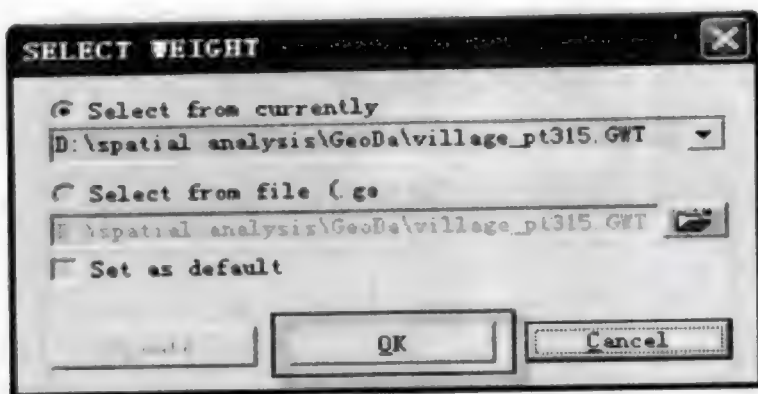 SELECT WEIGHT
Select from currently
D:\spatial analysis\GeoDa\village_pt315.GWT
Select from file (.ga
D:\spatial analysis\GeoDa\village_pt315.GWT
Set as default
OK
Cancel